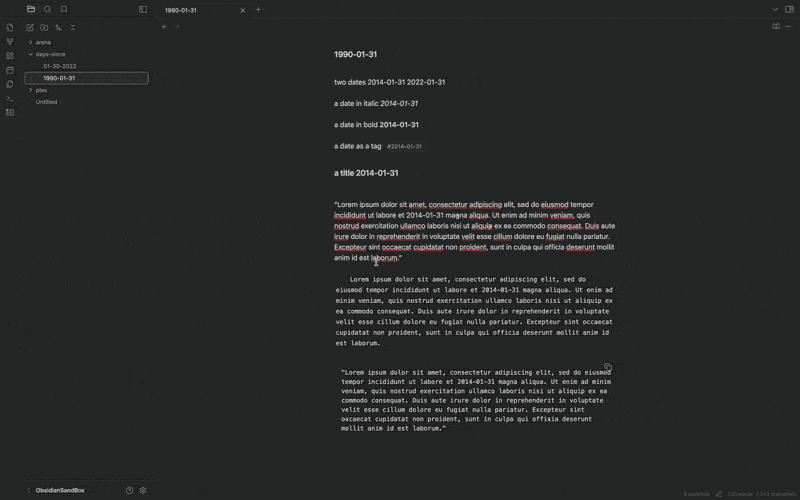 1990-01-31
arena
days-since
01-30-2022
1990-01-31
plex
Untitled
1990-01-31
two dates 2014-01-31 2022-01-31
a date in italic 2014-01-31
a date in bold 2014-01-31
a date as a tag #2014-01-31
a title 2014-01-31
"Lorem ipsum dolor sit amet, consectetur adipiscing elit, sed do eiusmod tempor
incididunt ut labore et 2014-01-31 magna aliqua. Ut enim ad minim veniam, quis
nostrud exercitation ullamco laboris nisi ut aliquip ex ea commodo consequat. Duis aute
irure dolor in reprehenderit in voluptate velit esse cillum dolore eu fugiat nulla pariatur.
Excepteur sint occaecat cupidatat non proident, sunt in culpa qui officia deserunt mollit
anim id est laborum."
Lorem ipsum dolor sit amet, consectetur adipiscing elit, sed do
eiusmod tempor incididunt ut labore et 2014-01-31 magna aliqua. Ut enim ad
minim veniam, quis nostrud exercitation ullamco laboris nisi ut aliquip ex
ea commodo consequat. Duis aute irure dolor in reprehenderit in voluptate
velit esse cillum dolore eu fugiat nulla pariatur. Excepteur sint occaecat
cupidatat non proident, sunt in culpa qui officia deserunt mollit anim id
est laborum.
"Lorem ipsum dolor sit amet, consectetur adipiscing elit, sed do eiusmod
tempor incididunt ut labore et 2014-01-31 magna aliqua. Ut enim ad minim
veniam, quis nostrud exercitation ullamco laboris nisi ut aliquip ex ea
commodo consequat. Duis aute irure dolor in reprehenderit in voluptate
velit esse cillum dolore eu fugiat nulla pariatur. Excepteur sint
occaecat cupidatat non proident, sunt in culpa qui officia deserunt
mollit anim id est laborum."
ObsidianSandBox